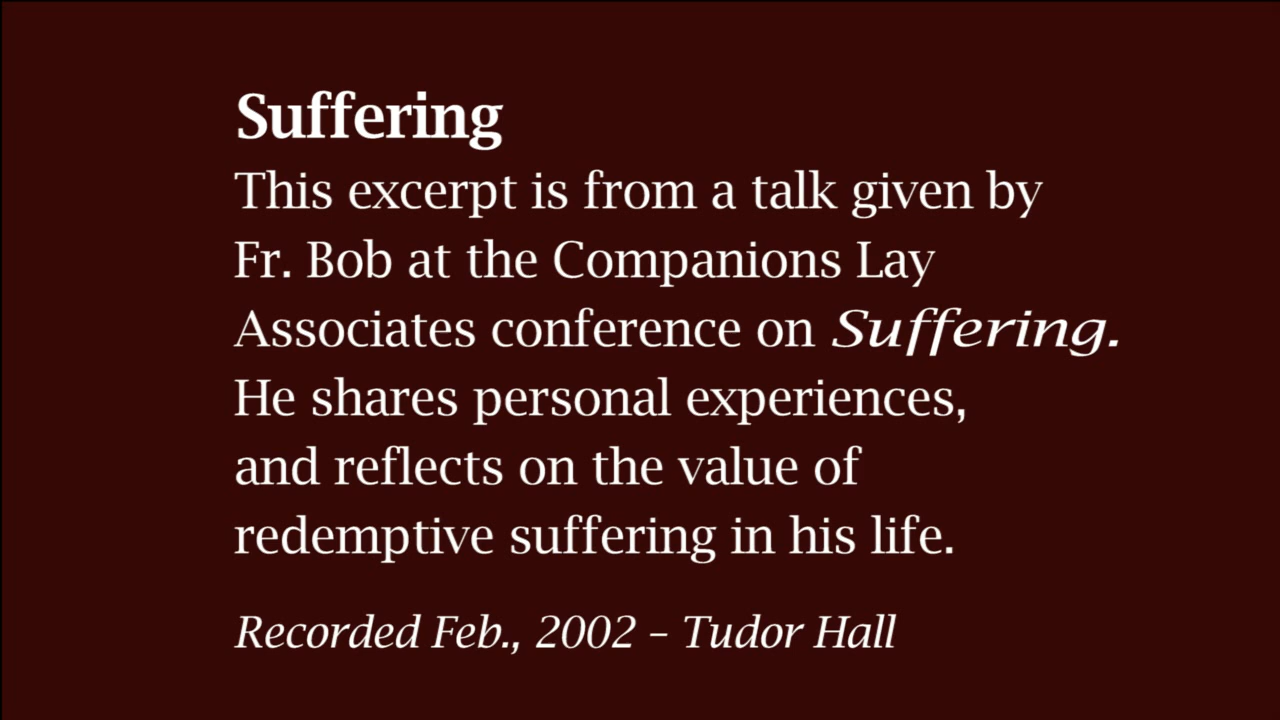 Suffering
This excerpt is from a talk given by
Fr. Bob at the Companions Lay
Associates conference on Suffering.
He shares personal experiences,
and reflects on the value of
redemptive suffering in his life.
Recorded Feb., 2002 – Tudor Hall